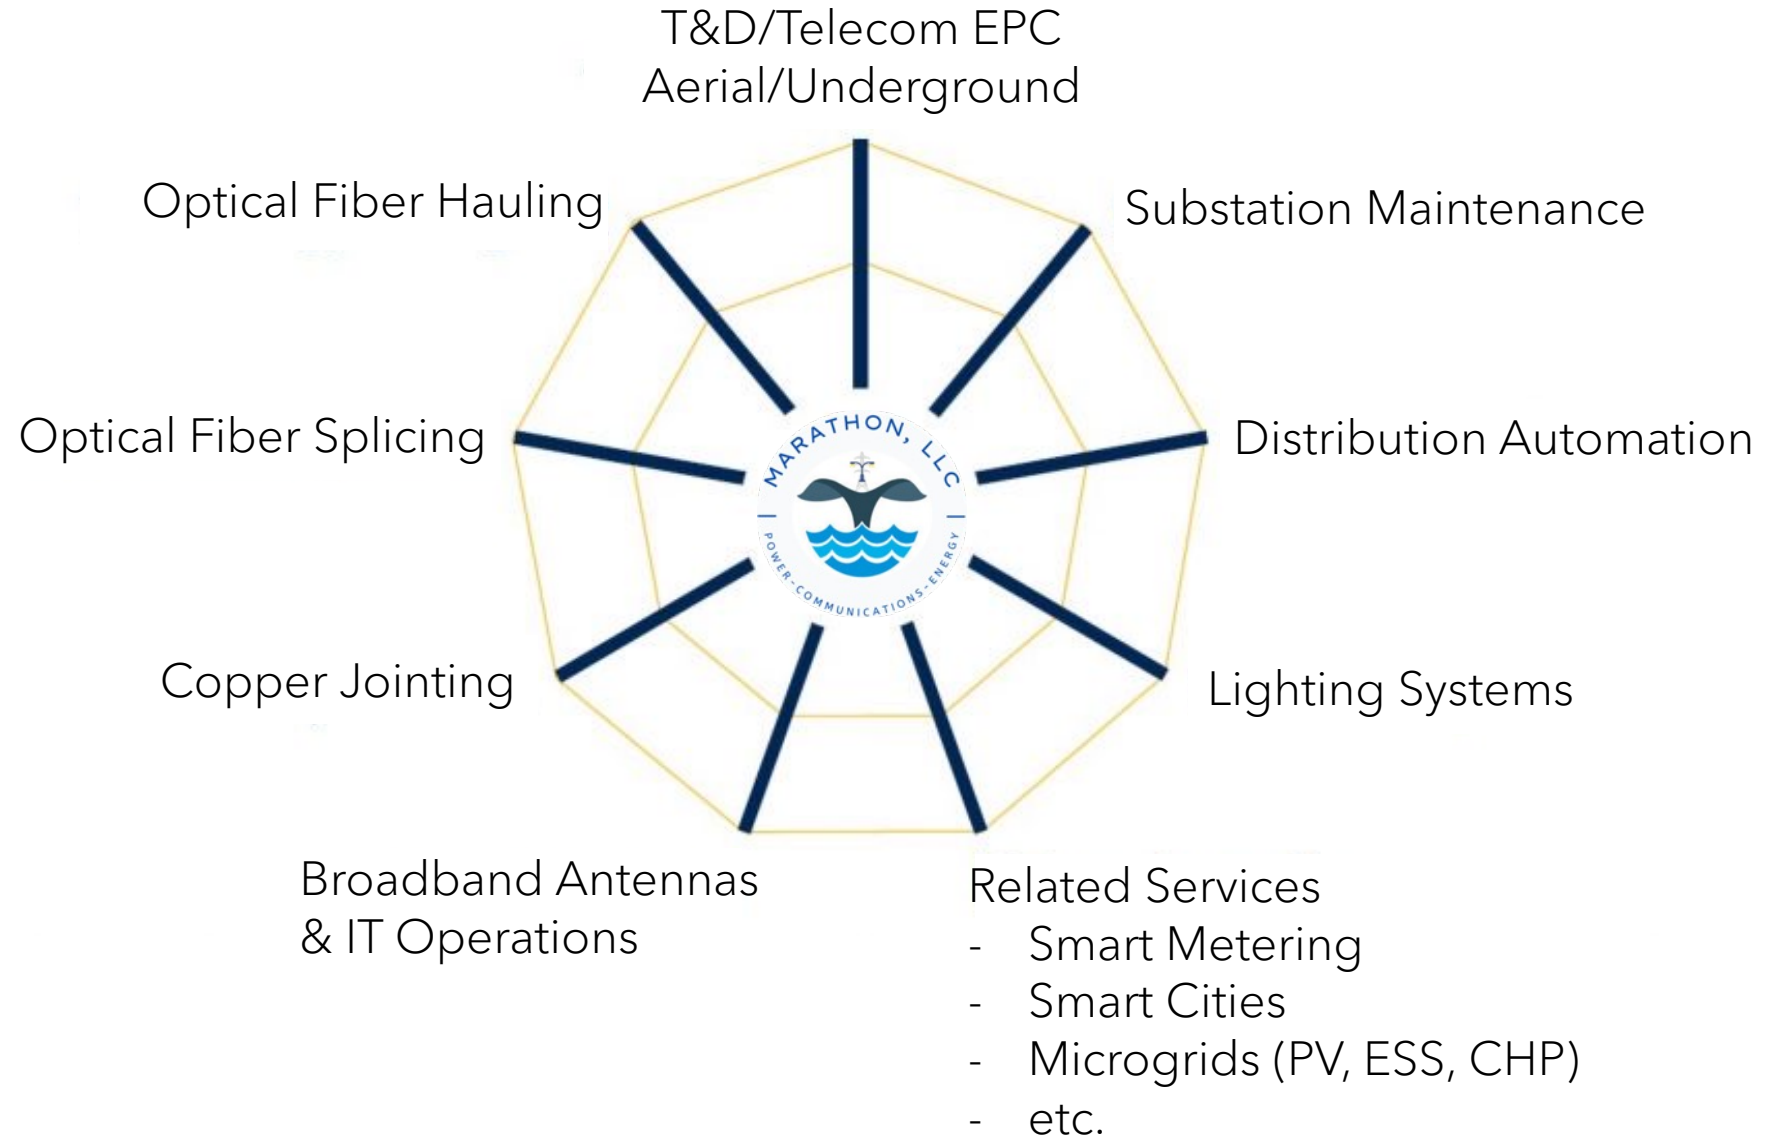 T&D/Telecom EPC
Aerial/Underground
Optical Fiber Hauling
Substation Maintenance
Optical Fiber Splicing
Distribution Automation
MARATHON, LLC
POWER-COMMUNICATIONS-ENERGY
Copper Jointing
Lighting Systems
Broadband Antennas
& IT Operations
Related Services
- Smart Metering
- Smart Cities
- Microgrids (PV, ESS, CHP)
- etc.